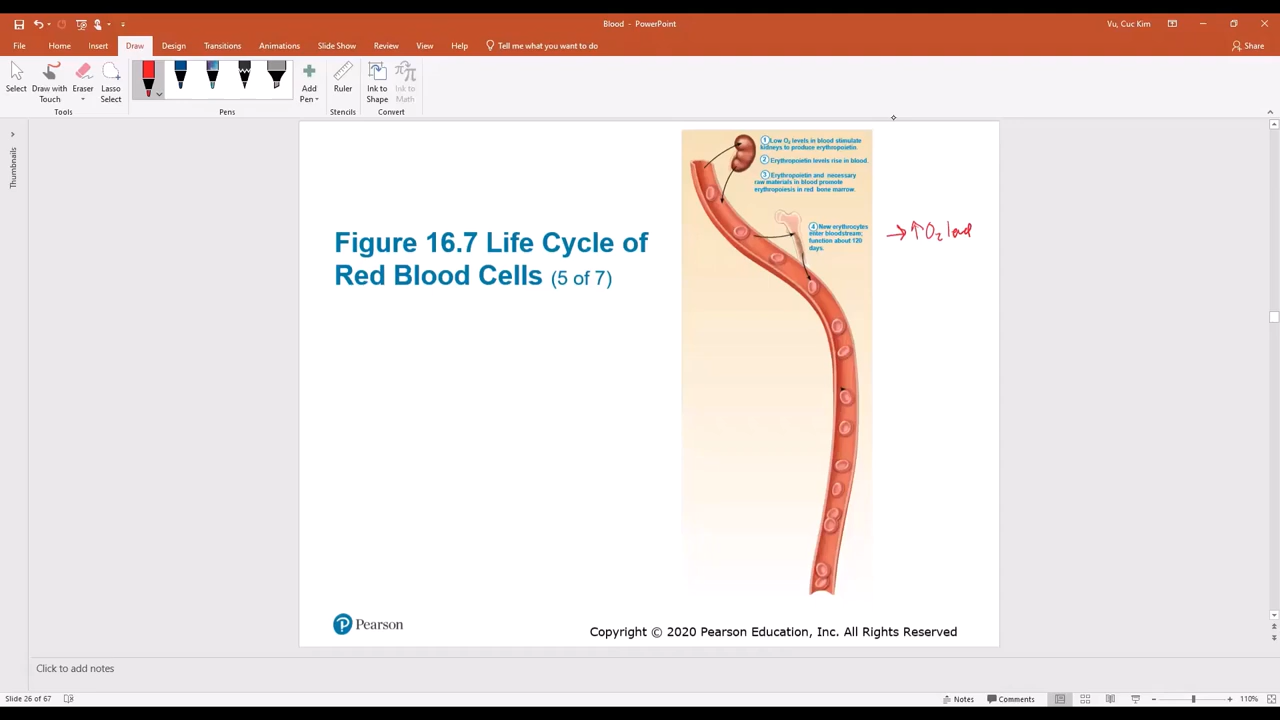 Blood - PowerPoint
Vu, Cuc Kim
File Home Insert Draw Design Transitions Animations Slide Show Review View Help Tell me what you want to do Share
Select
Draw with
Touch
Eraser
Lasso
Select
Add
Pen
Ruler
Ink to
Shape
Ink to
Math
Tools Pens Stencils Convert
Thumbnails
Figure 16.7 Life Cycle of
Red Blood Cells (5 of 7)
1 Low O₂ levels in blood stimulate
kidneys to produce erythropoietin.
2 Erythropoietin levels rise in blood.
3 Erythropoietin and necessary
raw materials in blood promote
erythropoiesis in red bone marrow.
4 New erythrocytes
enter bloodstream;
function about 120
days.
→ ↑ O₂ level
Pearson
Copyright © 2020 Pearson Education, Inc. All Rights Reserved
Click to add notes
Slide 26 of 67 Notes Comments 110%